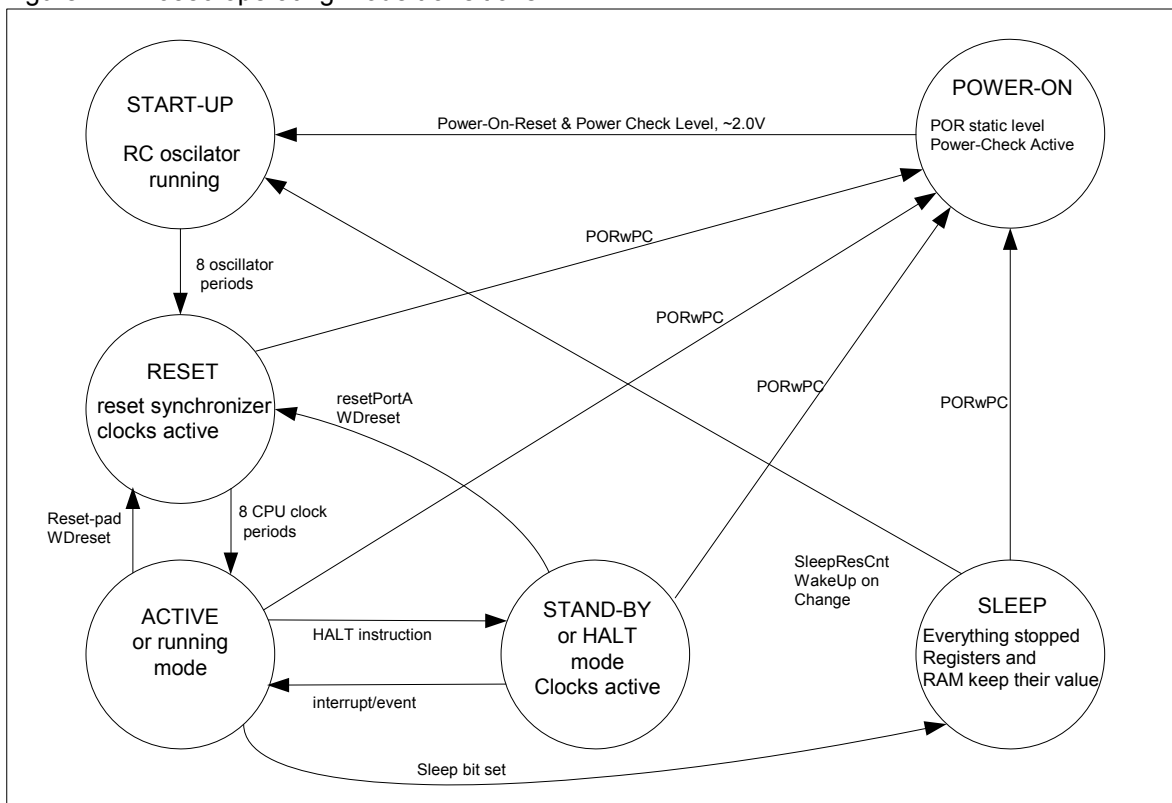 START-UP
RC oscilator
running
POWER-ON
POR static level
Power-Check Active
Power-On-Reset & Power Check Level, ~2.0V
8 oscillator
periods
PORwPC
PORwPC
PORwPC
PORwPC
RESET
reset synchronizer
clocks active
resetPortA
WDreset
Reset-pad
WDreset
8 CPU clock
periods
SleepResCnt
WakeUp on
Change
ACTIVE
or running
mode
HALT instruction
interrupt/event
STAND-BY
or HALT
mode
Clocks active
SLEEP
Everything stopped
Registers and
RAM keep their value
Sleep bit set